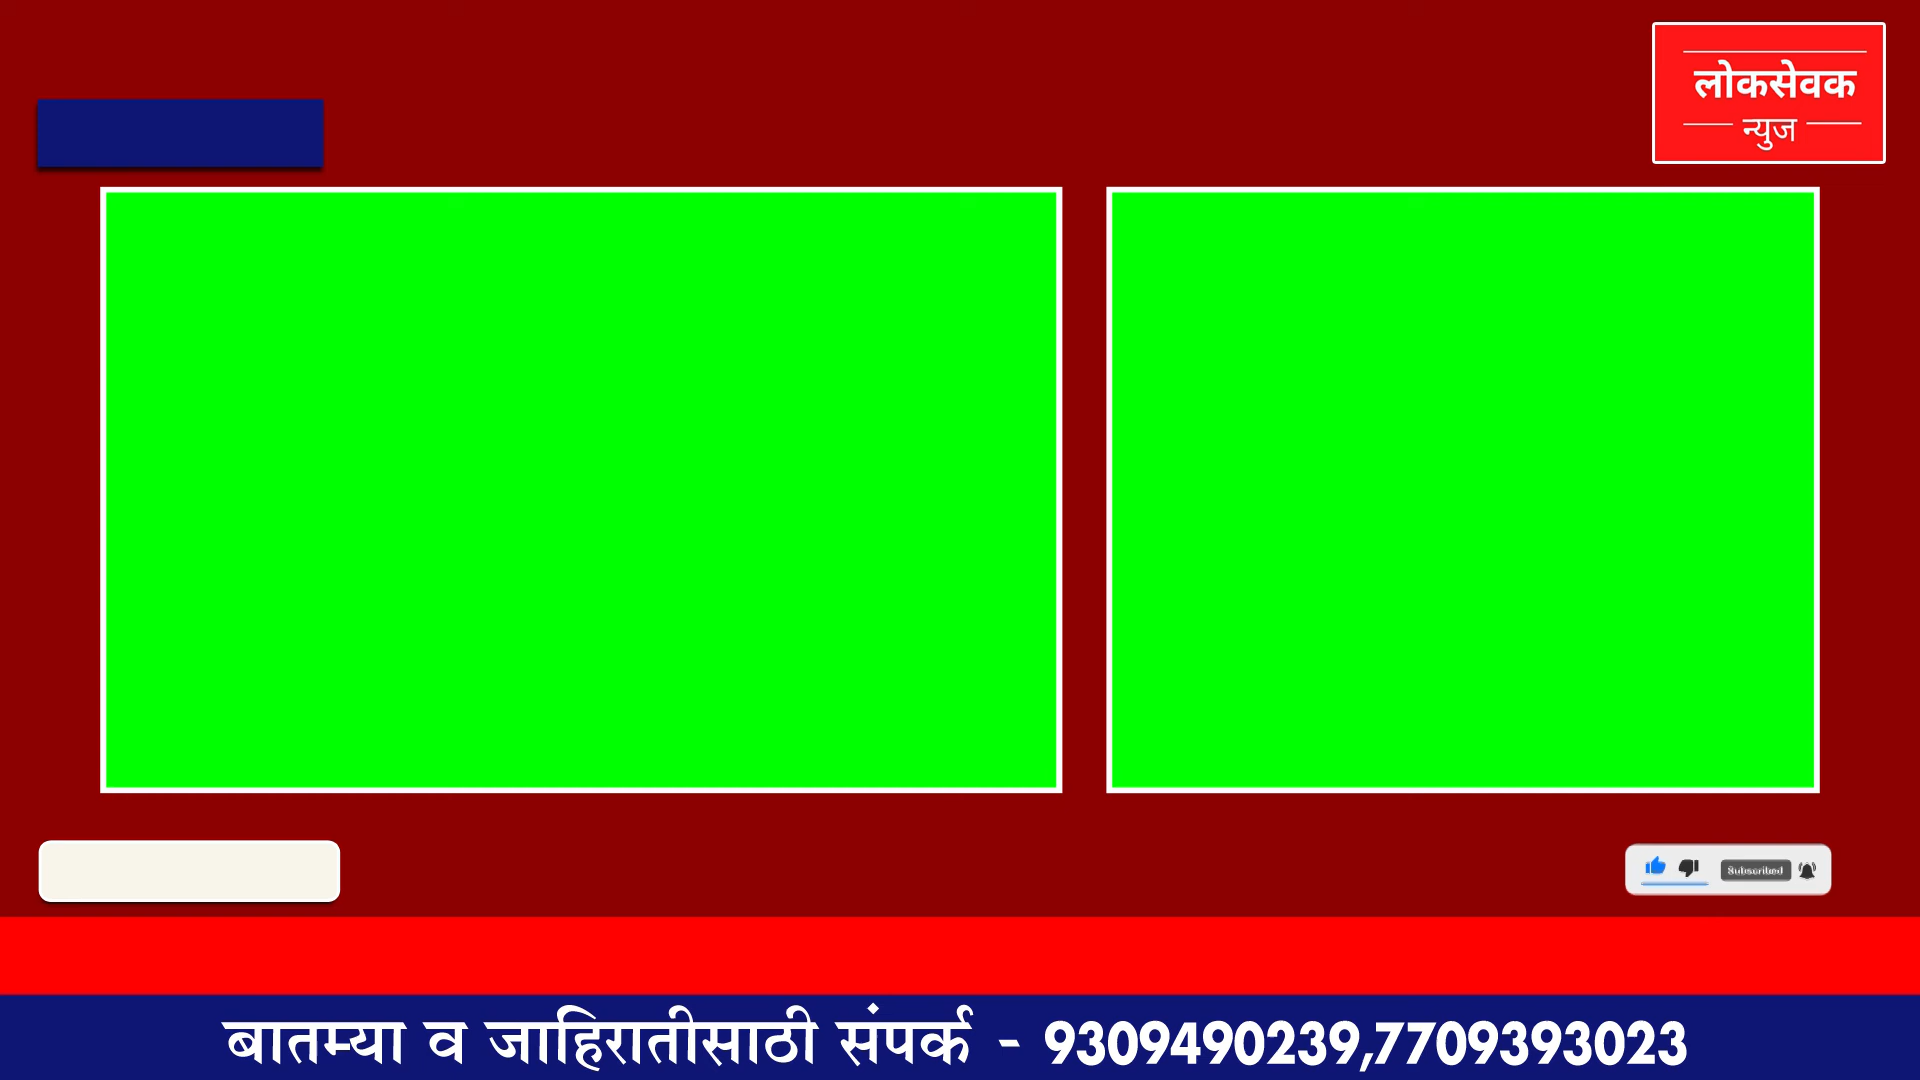 लोकसेवक
न्युज
Subscribed
बातम्या व जाहिरातीसाठी संपर्क - 9309490239,7709393023